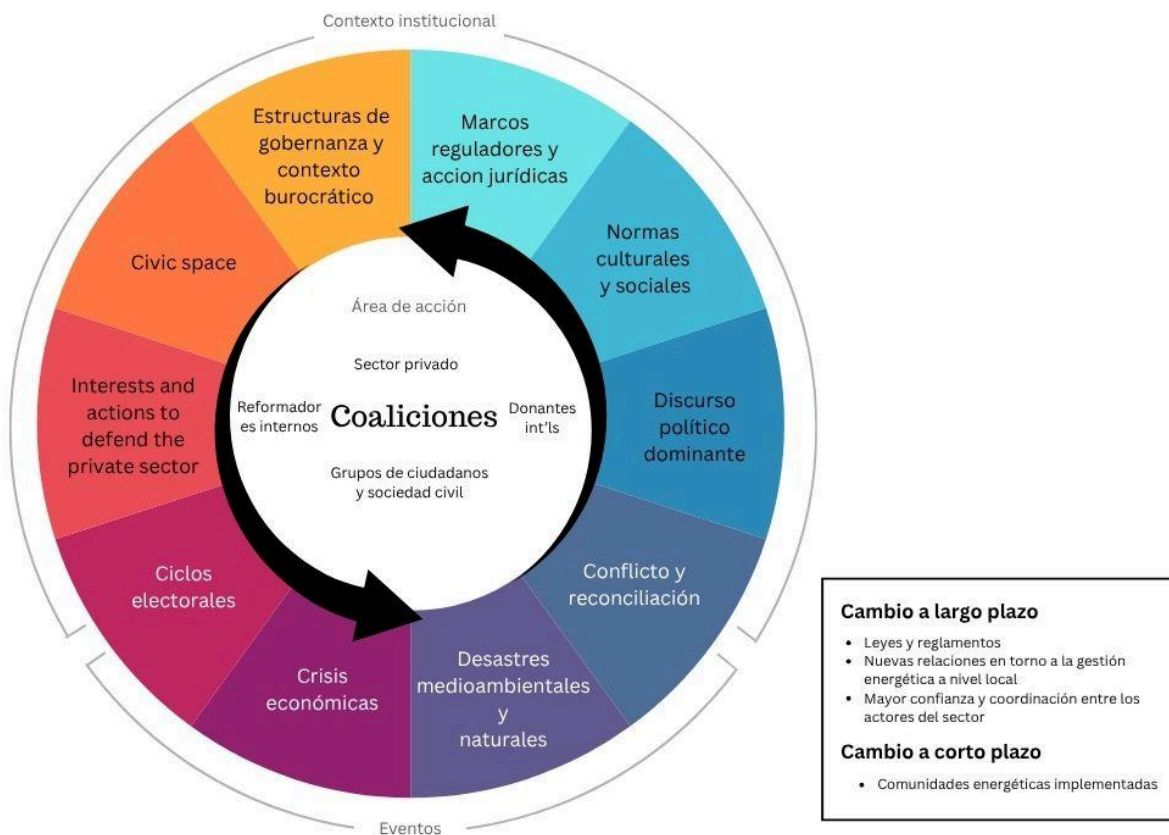 Contexto institucional
Estructuras de
gobernanza y
contexto
burocrático
Marcos
reguladores y
accion jurídicas
Normas
culturales
y sociales
Discurso
político
dominante
Conflicto y
reconciliación
Desastres
medioambientales
y
naturales
Crisis
económicas
Ciclos
electorales
Interests and
actions to
defend the
private sector
Civic space
Área de acción
Sector privado
Reformador
es internos
Coaliciones
Donantes
int'ls
Grupos de ciudadanos
y sociedad civil
Eventos
Cambio a largo plazo
• Leyes y reglamentos
• Nuevas relaciones en torno a la gestión
energética a nivel local
• Mayor confianza y coordinación entre los
actores del sector
Cambio a corto plazo
• Comunidades energéticas implementadas